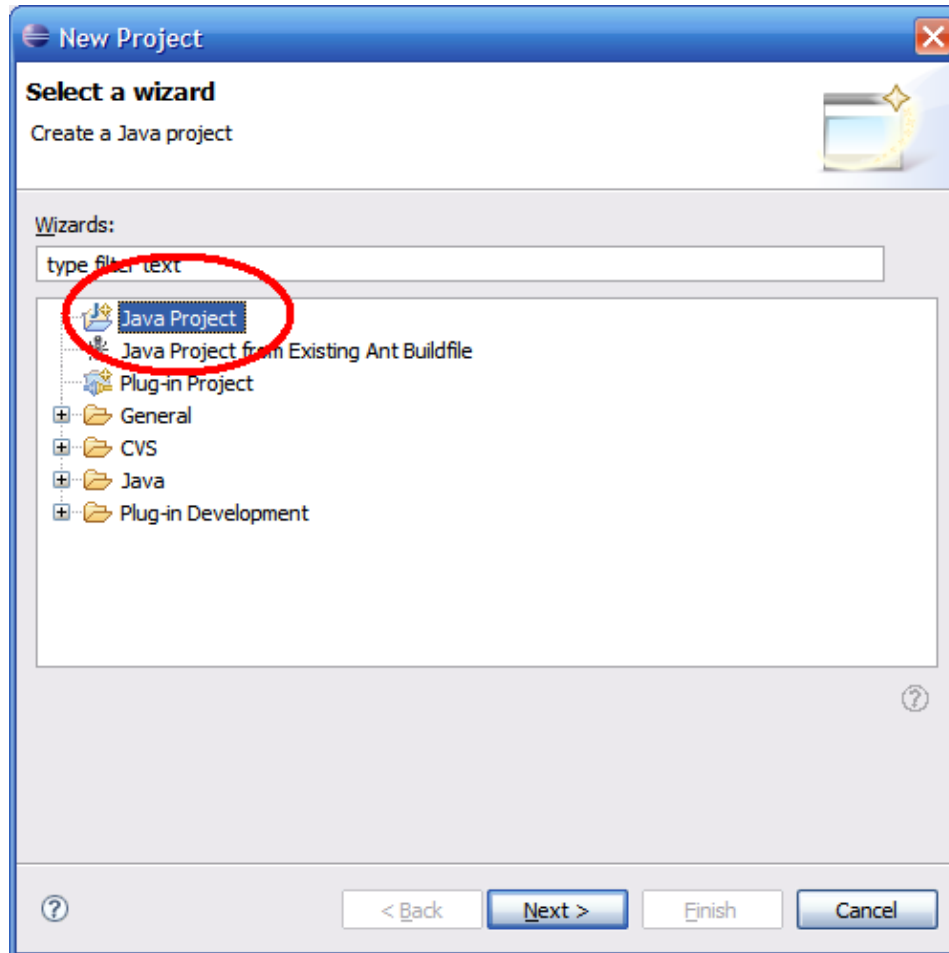 New Project
Select a wizard
Create a Java project
Wizards:
type filter text
Java Project
Java Project from Existing Ant Buildfile
Plug-in Project
General
CVS
Java
Plug-in Development
< Back
Next >
Finish
Cancel